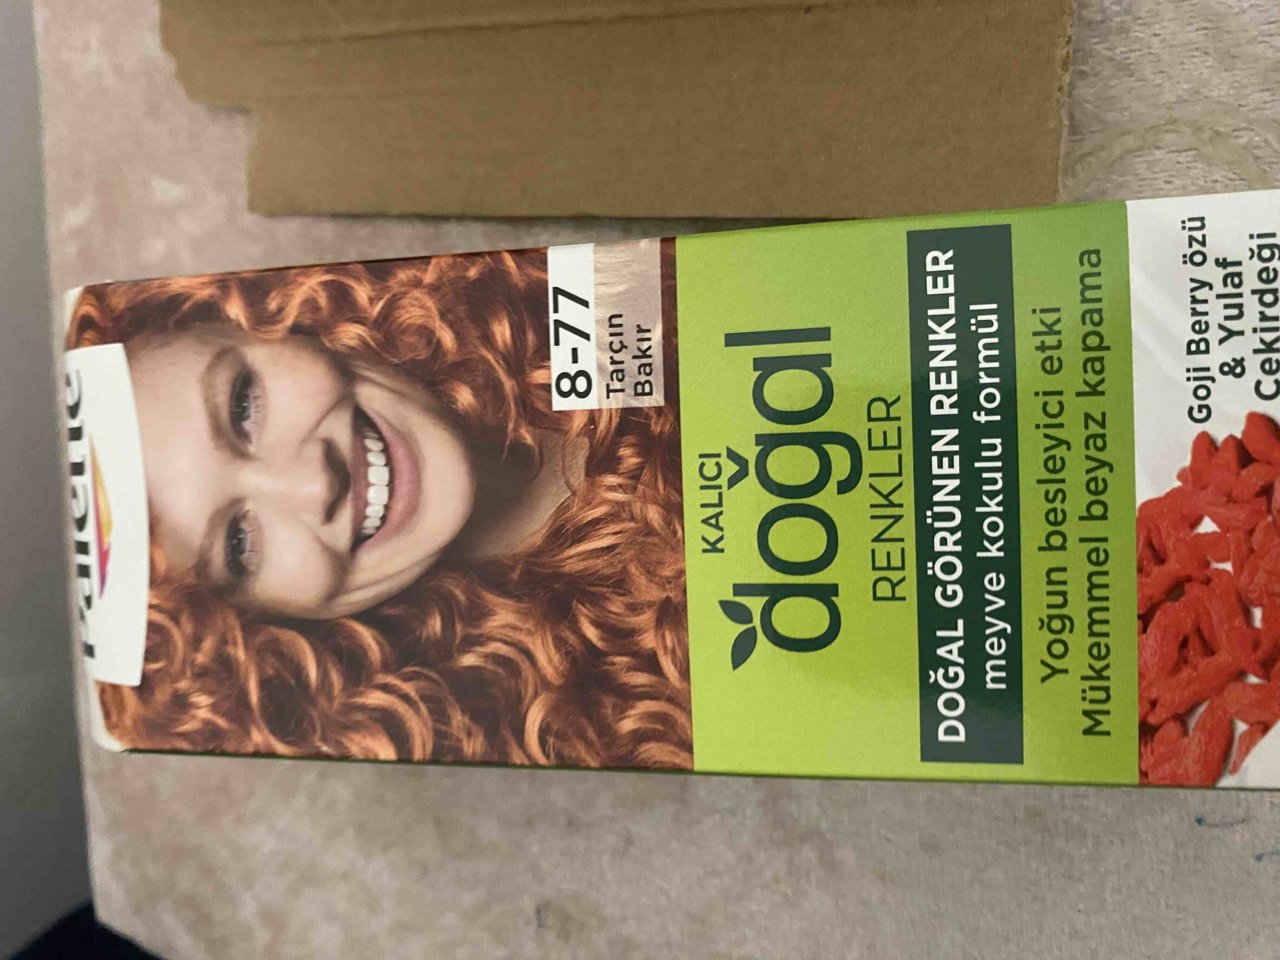 Palette
8-77
Tarçın
Bakır
KALICI
doğal
RENKLER
DOĞAL GÖRÜNEN RENKLER
meyve kokulu formül
Yoğun besleyici etki
Mükemmel beyaz kapama
Goji Berry özü
& Yulaf
Çekirdeği